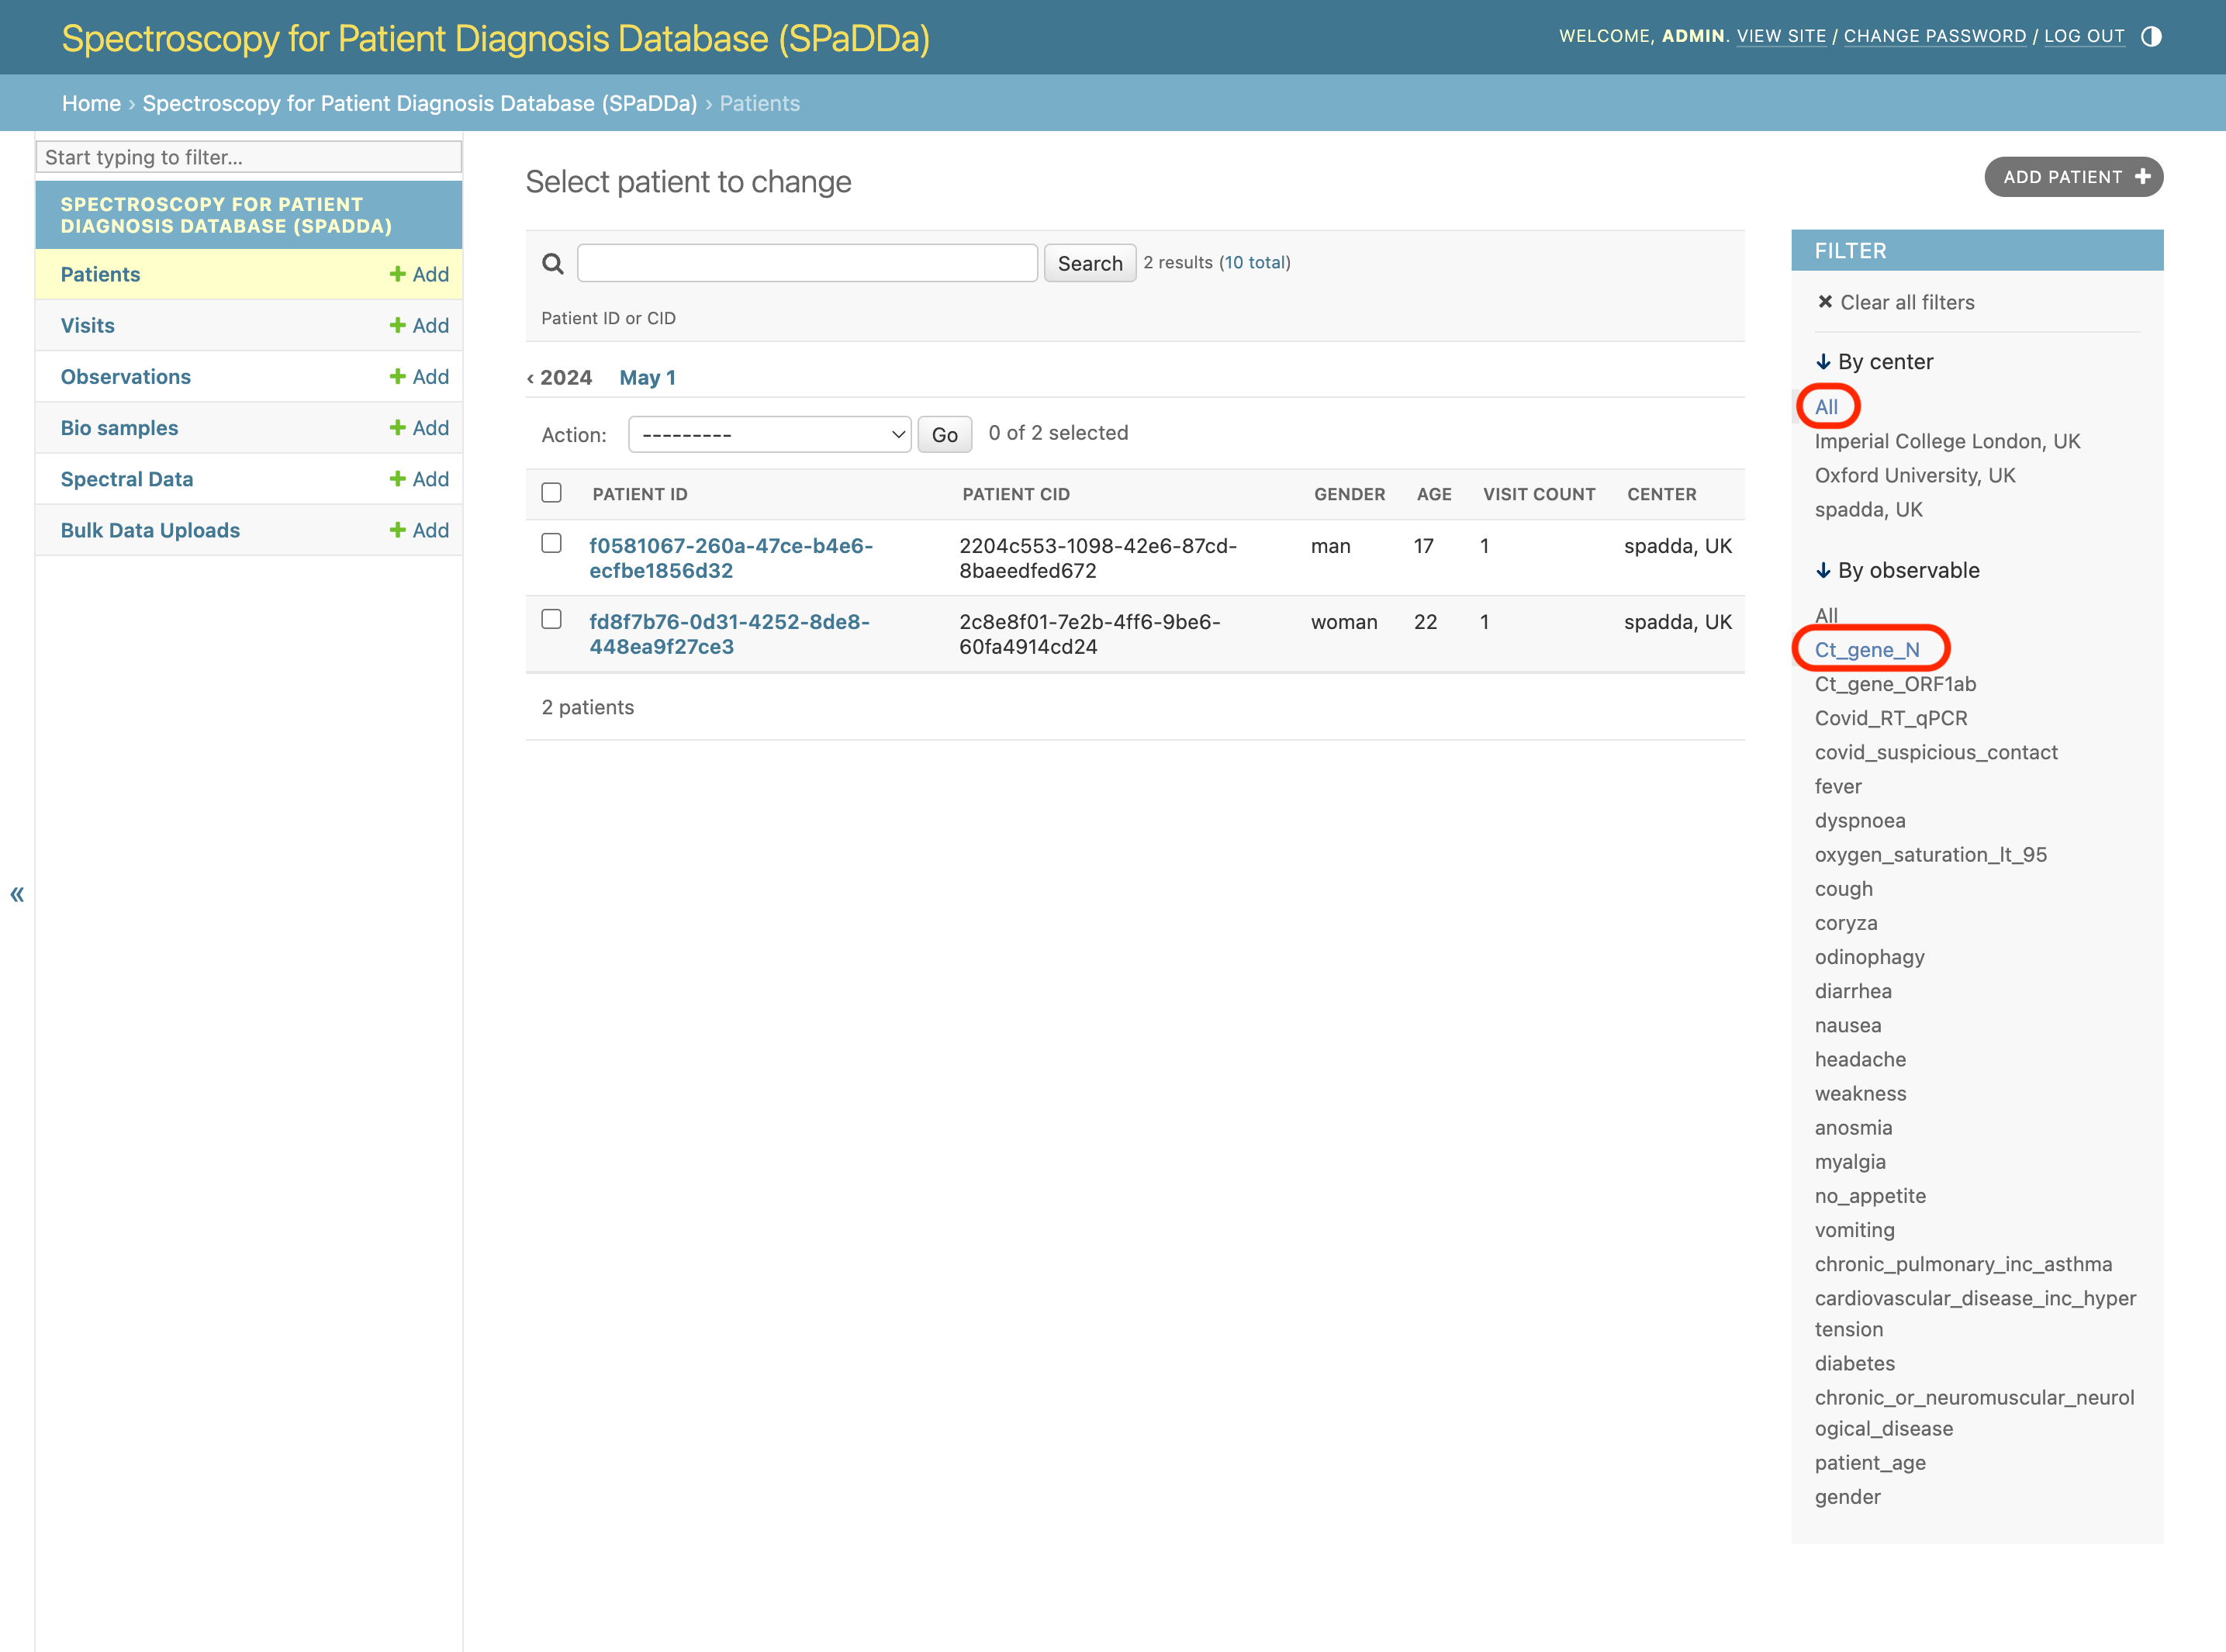 Spectroscopy for Patient Diagnosis Database (SPaDDa)
WELCOME, ADMIN. VIEW SITE / CHANGE PASSWORD / LOG OUT
Home › Spectroscopy for Patient Diagnosis Database (SPaDDa) › Patients
Start typing to filter...
SPECTROSCOPY FOR PATIENT
DIAGNOSIS DATABASE (SPADDA)
Patients + Add
Visits + Add
Observations + Add
Bio samples + Add
Spectral Data + Add
Bulk Data Uploads + Add
«
Select patient to change
ADD PATIENT +
Search 2 results (10 total)
Patient ID or CID
‹ 2024 May 1
Action: --------- Go 0 of 2 selected
PATIENT ID PATIENT CID GENDER AGE VISIT COUNT CENTER
f0581067-260a-47ce-b4e6- 2204c553-1098-42e6-87cd- man 17 1 spadda, UK
ecfbe1856d32 8baeedfed672
fd8f7b76-0d31-4252-8de8- 2c8e8f01-7e2b-4ff6-9be6- woman 22 1 spadda, UK
448ea9f27ce3 60fa4914cd24
2 patients
FILTER
✖ Clear all filters
↓ By center
All
Imperial College London, UK
Oxford University, UK
spadda, UK
↓ By observable
All
Ct_gene_N
Ct_gene_ORF1ab
Covid_RT_qPCR
covid_suspicious_contact
fever
dyspnoea
oxygen_saturation_lt_95
cough
coryza
odinophagy
diarrhea
nausea
headache
weakness
anosmia
myalgia
no_appetite
vomiting
chronic_pulmonary_inc_asthma
cardiovascular_disease_inc_hyper
tension
diabetes
chronic_or_neuromuscular_neurol
ogical_disease
patient_age
gender